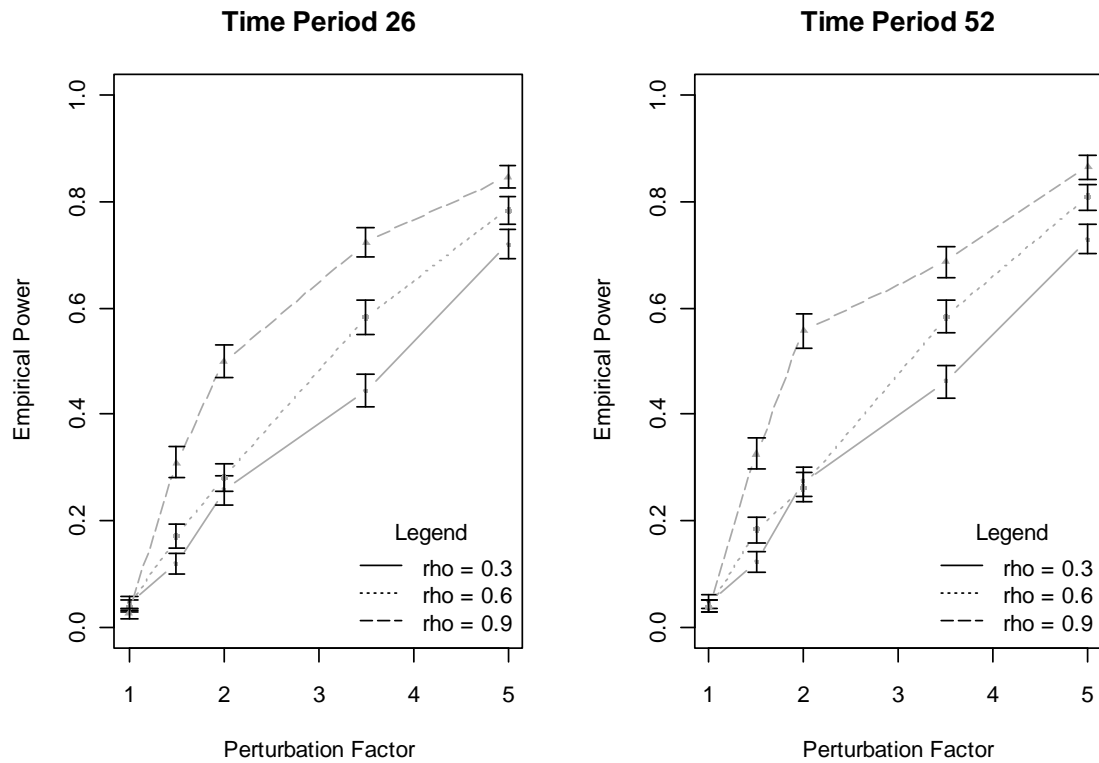 Time Period 26
Empirical Power
1.0
0.8
0.6
0.4
0.2
0.0
Legend
rho = 0.3
rho = 0.6
rho = 0.9
1 2 3 4 5
Perturbation Factor
Time Period 52
Empirical Power
1.0
0.8
0.6
0.4
0.2
0.0
Legend
rho = 0.3
rho = 0.6
rho = 0.9
1 2 3 4 5
Perturbation Factor